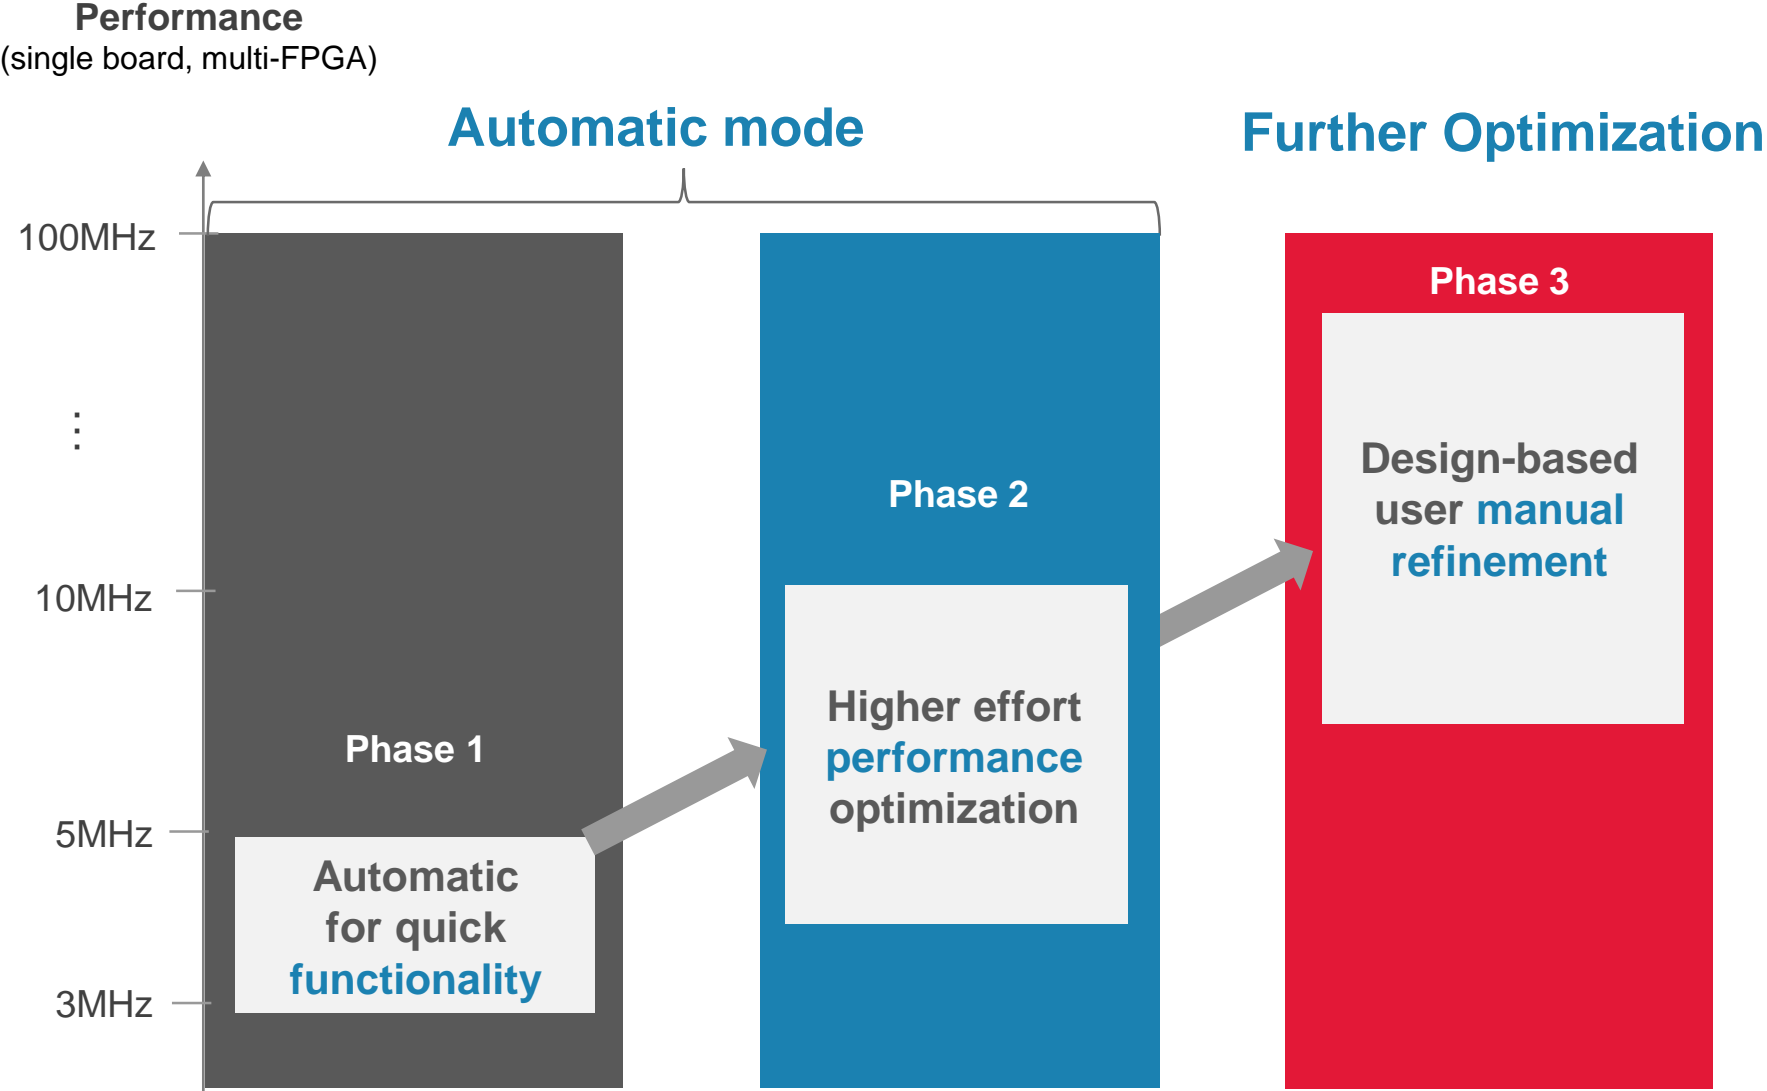 Performance
(single board, multi-FPGA)
Automatic mode
Further Optimization
100MHz
⋮
10MHz
5MHz
3MHz
Phase 1
Automatic
for quick
functionality
Phase 2
Higher effort
performance
optimization
Phase 3
Design-based
user manual
refinement